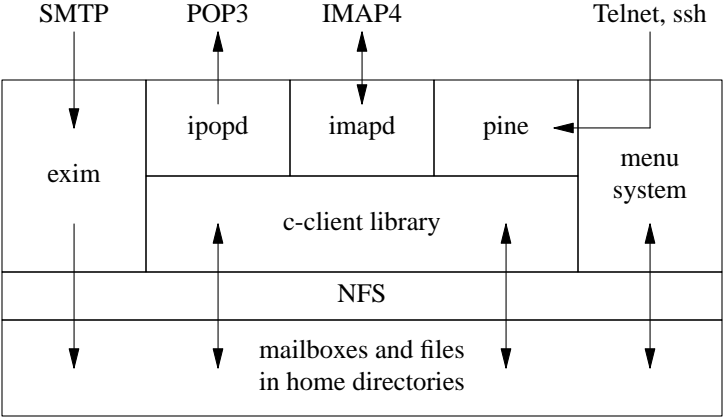 SMTP POP3 IMAP4 Telnet, ssh
ipopd imapd pine
exim
menu
system
c-client library
NFS
mailboxes and files
in home directories